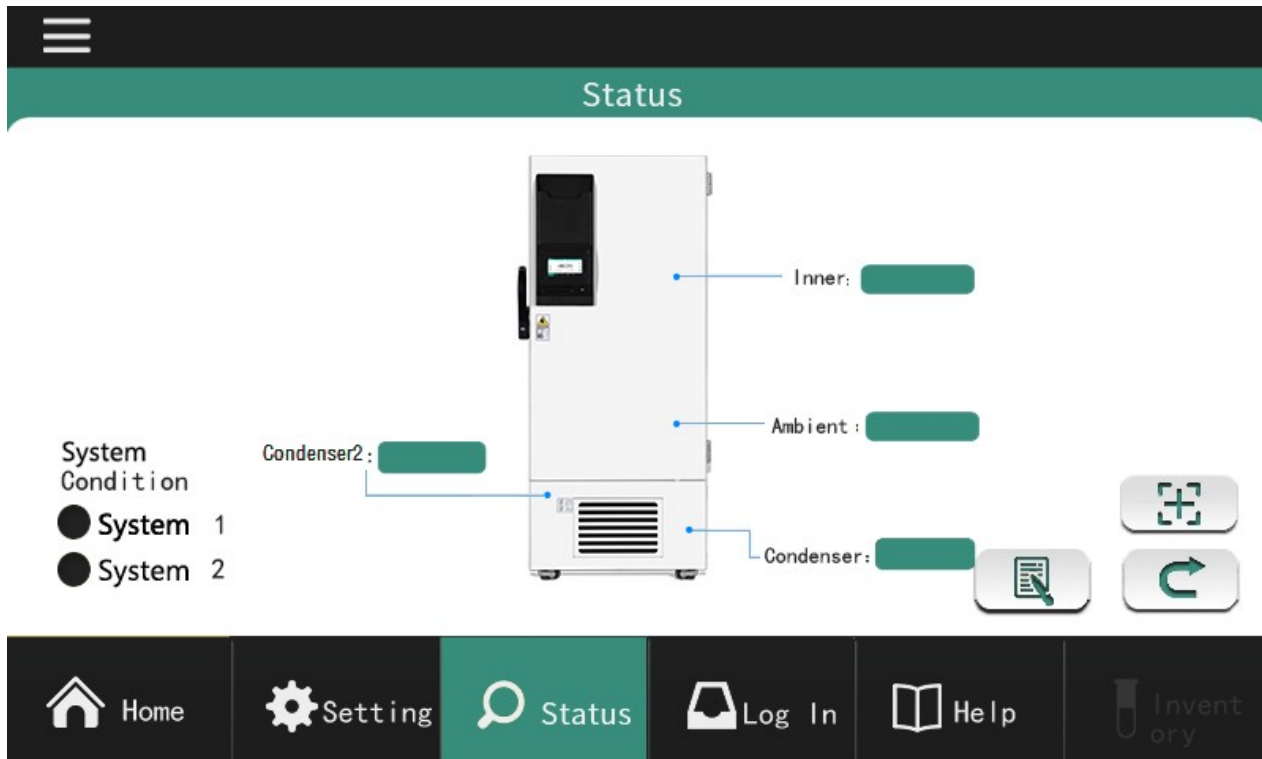 Status
Inner:
Ambient:
System
Condition
Condenser2:
System 1
System 2
Condenser:
Home
Setting
Status
Log In
Help
Invent
ory